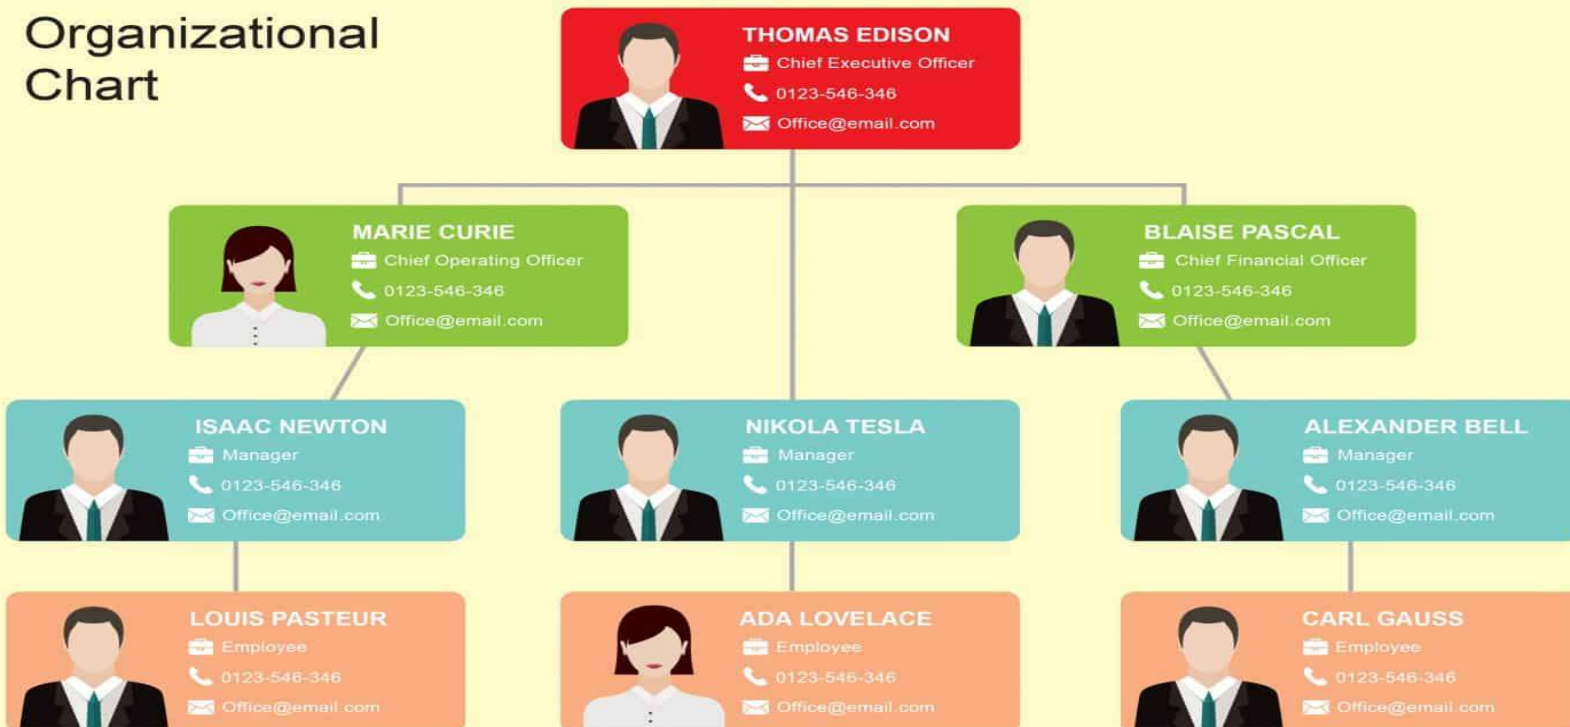 Organizational
Chart
THOMAS EDISON
Chief Executive Officer
0123-546-346
Office@email.com
MARIE CURIE
Chief Operating Officer
0123-546-346
Office@email.com
BLAISE PASCAL
Chief Financial Officer
0123-546-346
Office@email.com
ISAAC NEWTON
Manager
0123-546-346
Office@email.com
NIKOLA TESLA
Manager
0123-546-346
Office@email.com
ALEXANDER BELL
Manager
0123-546-346
Office@email.com
LOUIS PASTEUR
Employee
0123-546-346
Office@email.com
ADA LOVELACE
Employee
0123-546-346
Office@email.com
CARL GAUSS
Employee
0123-546-346
Office@email.com